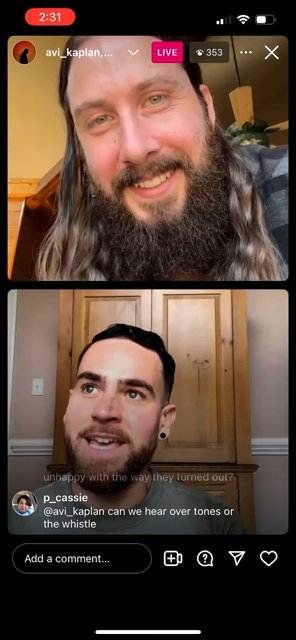 2:31
avi_kaplan,...
LIVE
353
unhappy with the way they turned out?
p_cassie
@avi_kaplan can we hear over tones or
the whistle
Add a comment...